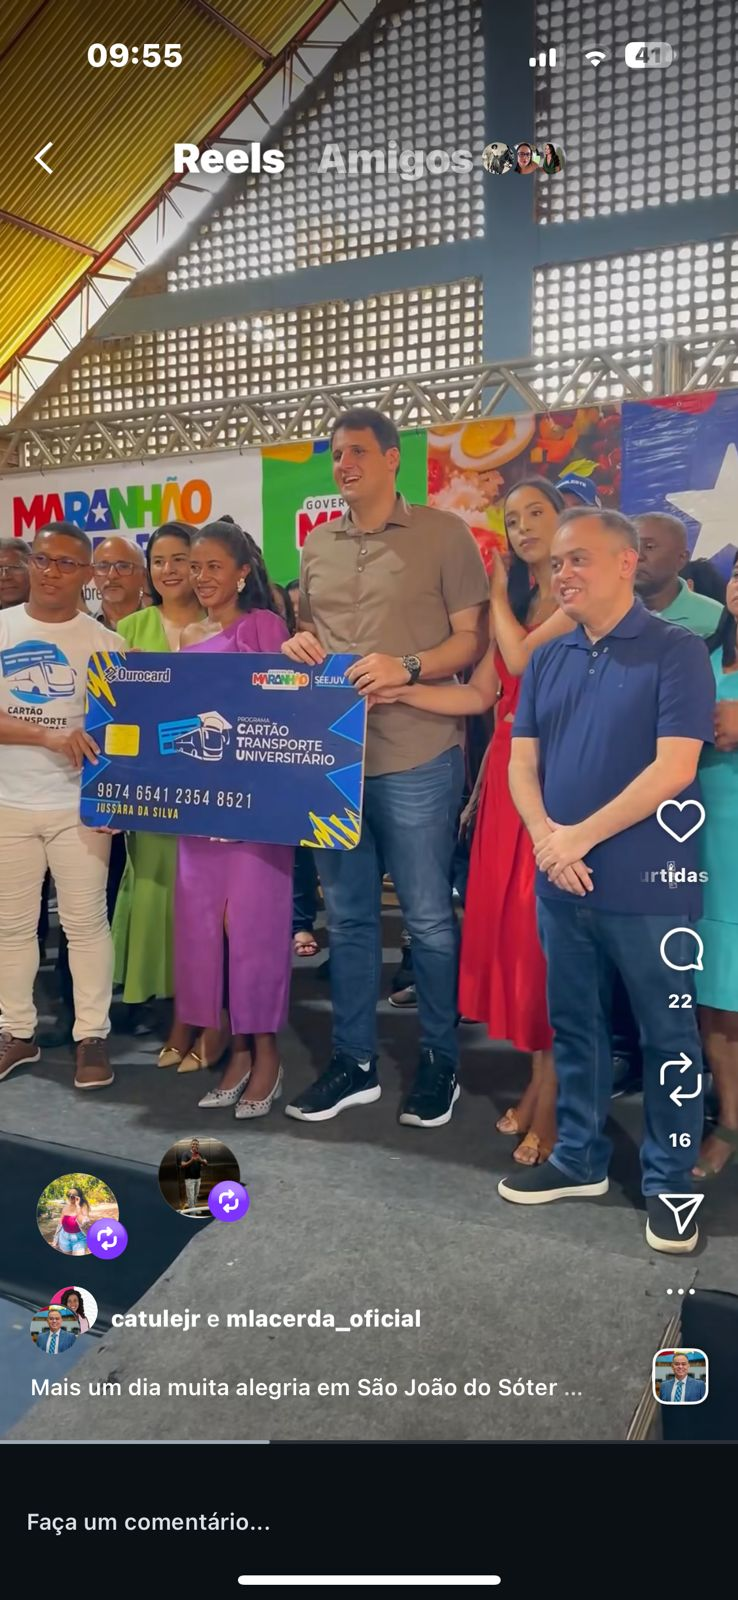 09:55
41
Reels Amigos
MARANHÃO
GOVER
Ourocard
MARANHÃO
SEEJUV
PROGRAMA
CARTÃO
TRANSPORTE
UNIVERSITÁRIO
9874 6541 2354 8521
JUSSARA DA SILVA
CARTÃO
TRANSPORTE
urtidas
22
16
catulejr e mlacerda_oficial
Mais um dia muita alegria em São João do Sóter ...
Faça um comentário...